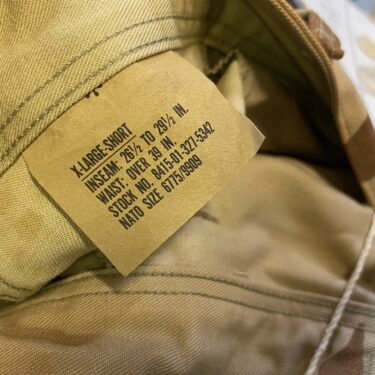 X-LARGE-SHORT
INSEAM: 26½ TO 29½ IN.
WAIST: OVER 39 IN.
STOCK NO. 8415-01-327-5342
NATO SIZE 6775/9909